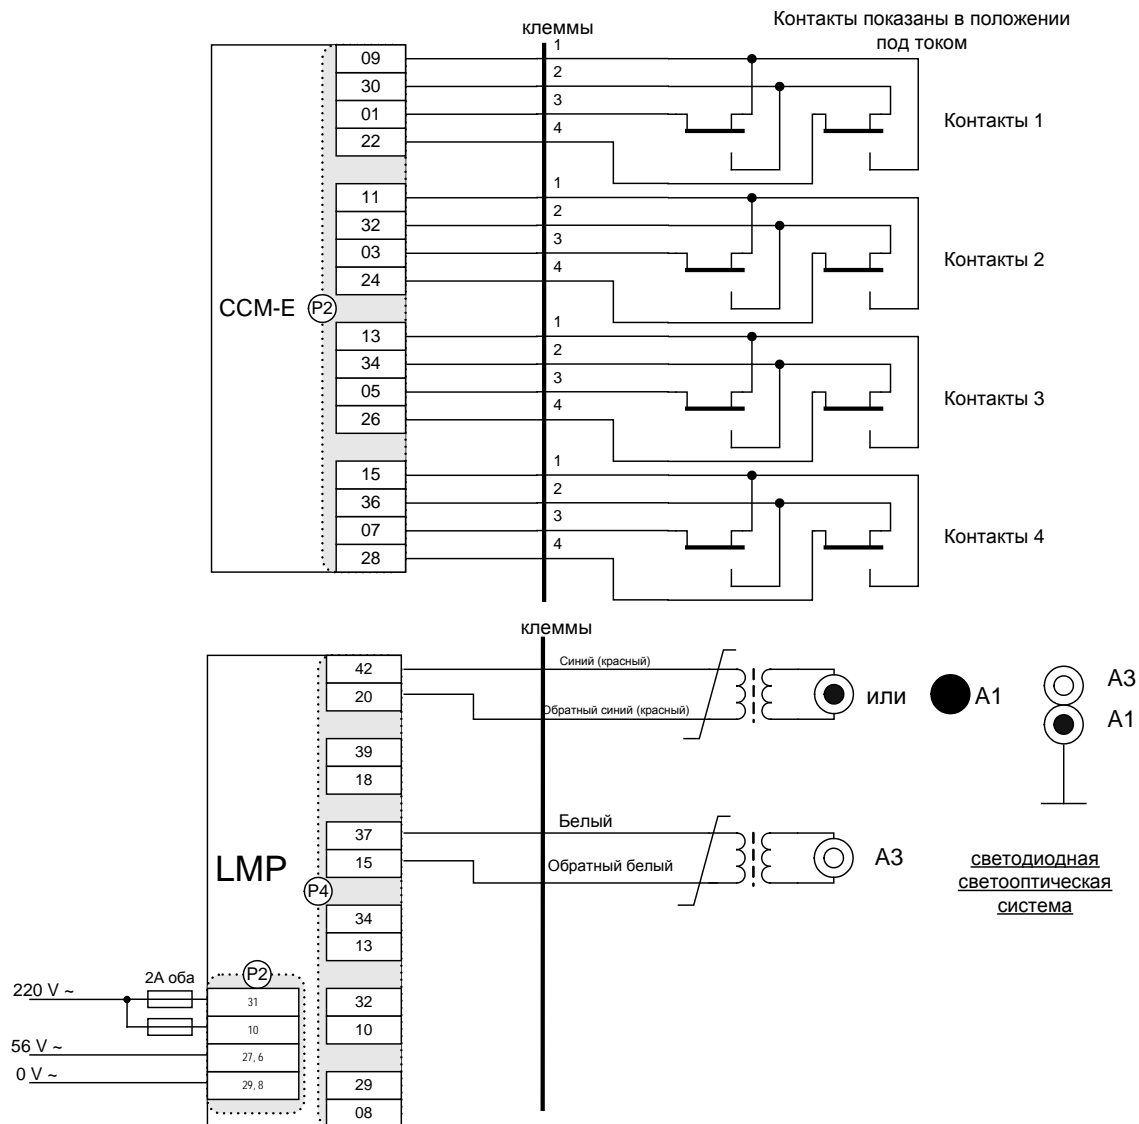 Контакты показаны в положении
под током
клеммы
09
30
01
22
1
2
3
4
Контакты 1
11
32
03
24
1
2
3
4
Контакты 2
CCM-E
P2
13
34
05
26
1
2
3
4
Контакты 3
15
36
07
28
1
2
3
4
Контакты 4
клеммы
42
20
Синий (красный)
Обратный синий (красный)
или
A1
A3
A1
39
18
37
15
Белый
Обратный белый
A3
светодиодная
светооптическая
система
LMP
P4
34
13
P2
2А оба
220 V ~
31
10
56 V ~
27, 6
0 V ~
29, 8
32
10
29
08